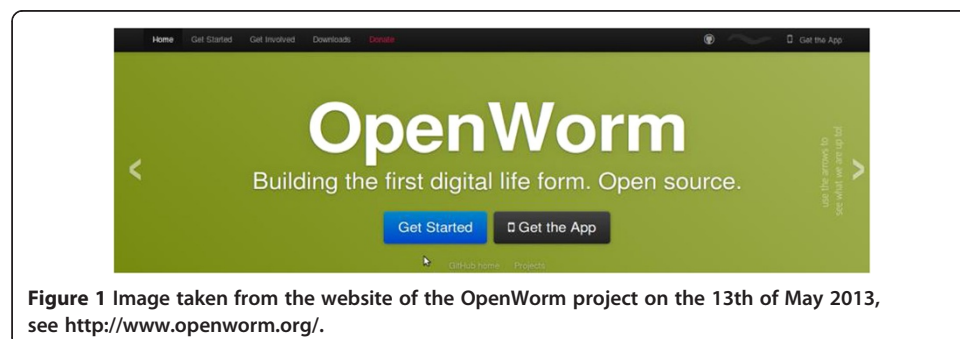 Home Get Started Get Involved Downloads Donate Get the App
OpenWorm
Building the first digital life form. Open source.
use the arrows to
see what we are up to!
Get Started Get the App
GitHub home Projects
Figure 1 Image taken from the website of the OpenWorm project on the 13th of May 2013,
see http://www.openworm.org/.